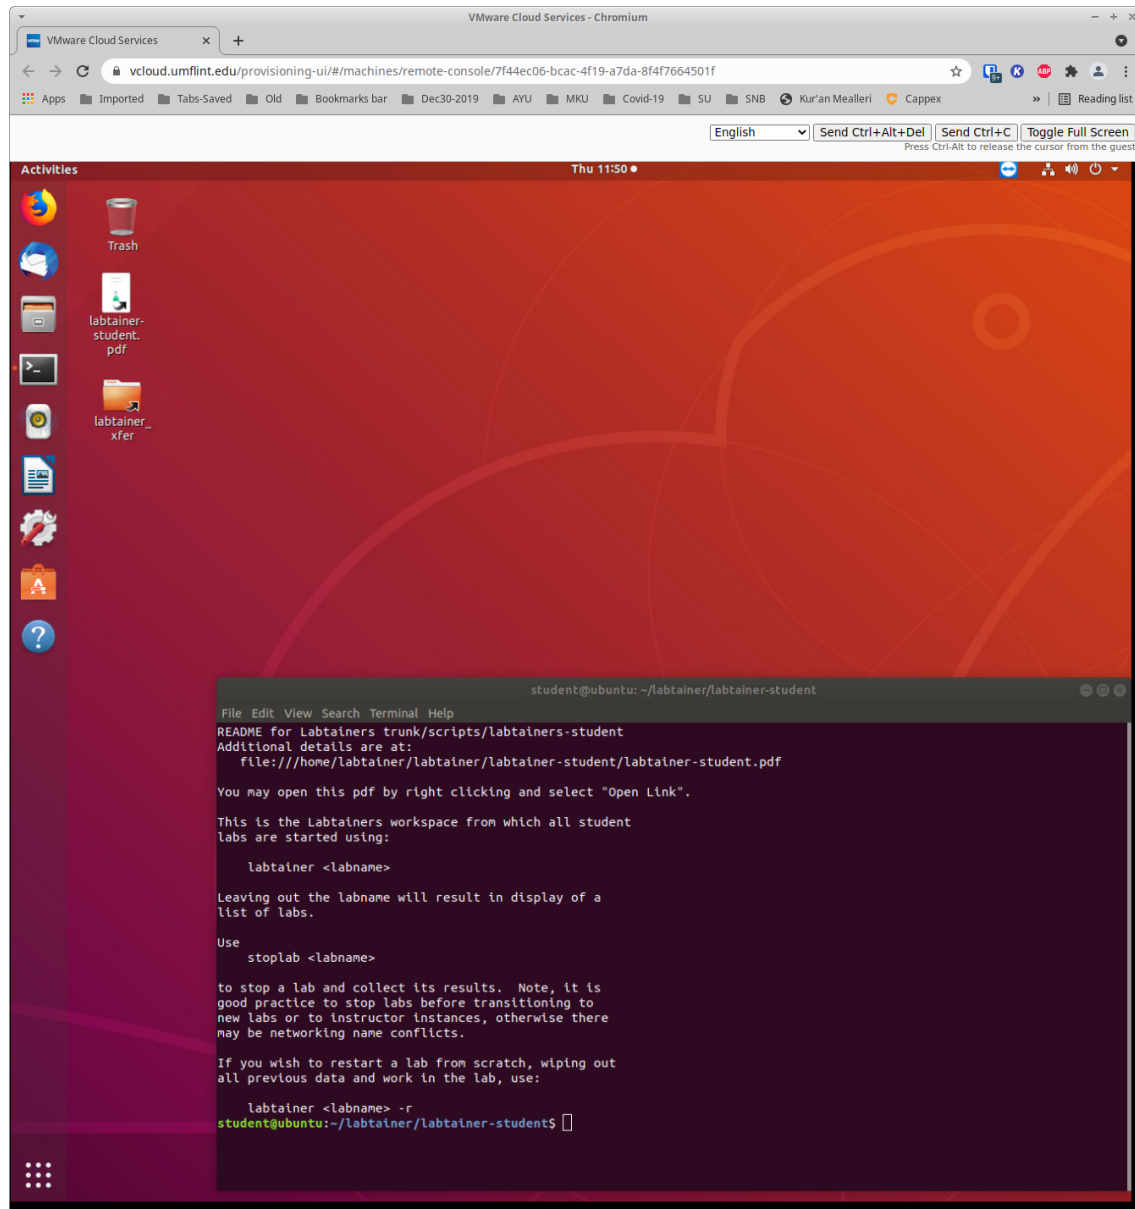 VMware Cloud Services - Chromium
VMware Cloud Services
vcloud.umflint.edu/provisioning-ui/#/machines/remote-console/7f44ec06-bcac-4f19-a7da-8f4f7664501f
9+ K ABP
Apps Imported Tabs-Saved Old Bookmarks bar Dec30-2019 AYU MKU Covid-19 SU SNB Kur'an Mealleri Cappex » Reading list
English Send Ctrl+Alt+Del Send Ctrl+C Toggle Full Screen
Press Ctrl-Alt to release the cursor from the guest
Activities Thu 11:50
Trash
labtainer-
student.
pdf
labtainer_
xfer
student@ubuntu: ~/labtainer/labtainer-student
File Edit View Search Terminal Help
README for Labtainers trunk/scripts/labtainers-student
Additional details are at:
file:///home/labtainer/labtainer/labtainer-student/labtainer-student.pdf
You may open this pdf by right clicking and select "Open Link".
This is the Labtainers workspace from which all student
labs are started using:
labtainer <labname>
Leaving out the labname will result in display of a
list of labs.
Use
stoplab <labname>
to stop a lab and collect its results.  Note, it is
good practice to stop labs before transitioning to
new labs or to instructor instances, otherwise there
may be networking name conflicts.
If you wish to restart a lab from scratch, wiping out
all previous data and work in the lab, use:
labtainer <labname> -r
student@ubuntu:~/labtainer/labtainer-student$